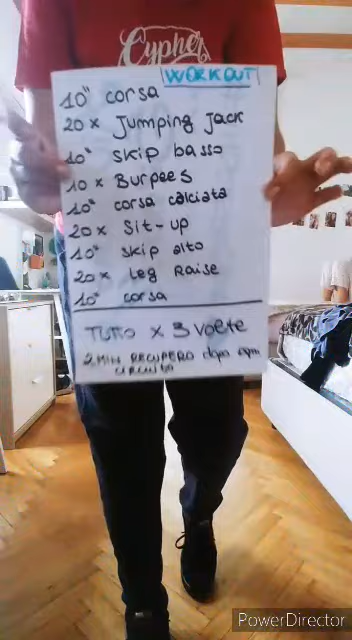 Cypher
WORKOUT
10" corsa
20 x Jumping Jack
10" skip basso
10 x Burpees
10" corsa calciata
20 x Sit-up
10" skip alto
20 x Leg Raise
10" corsa
TUTTO x 3 volte
2 MIN RECUPERO dopo ogni
CIRCUITO
PowerDirector